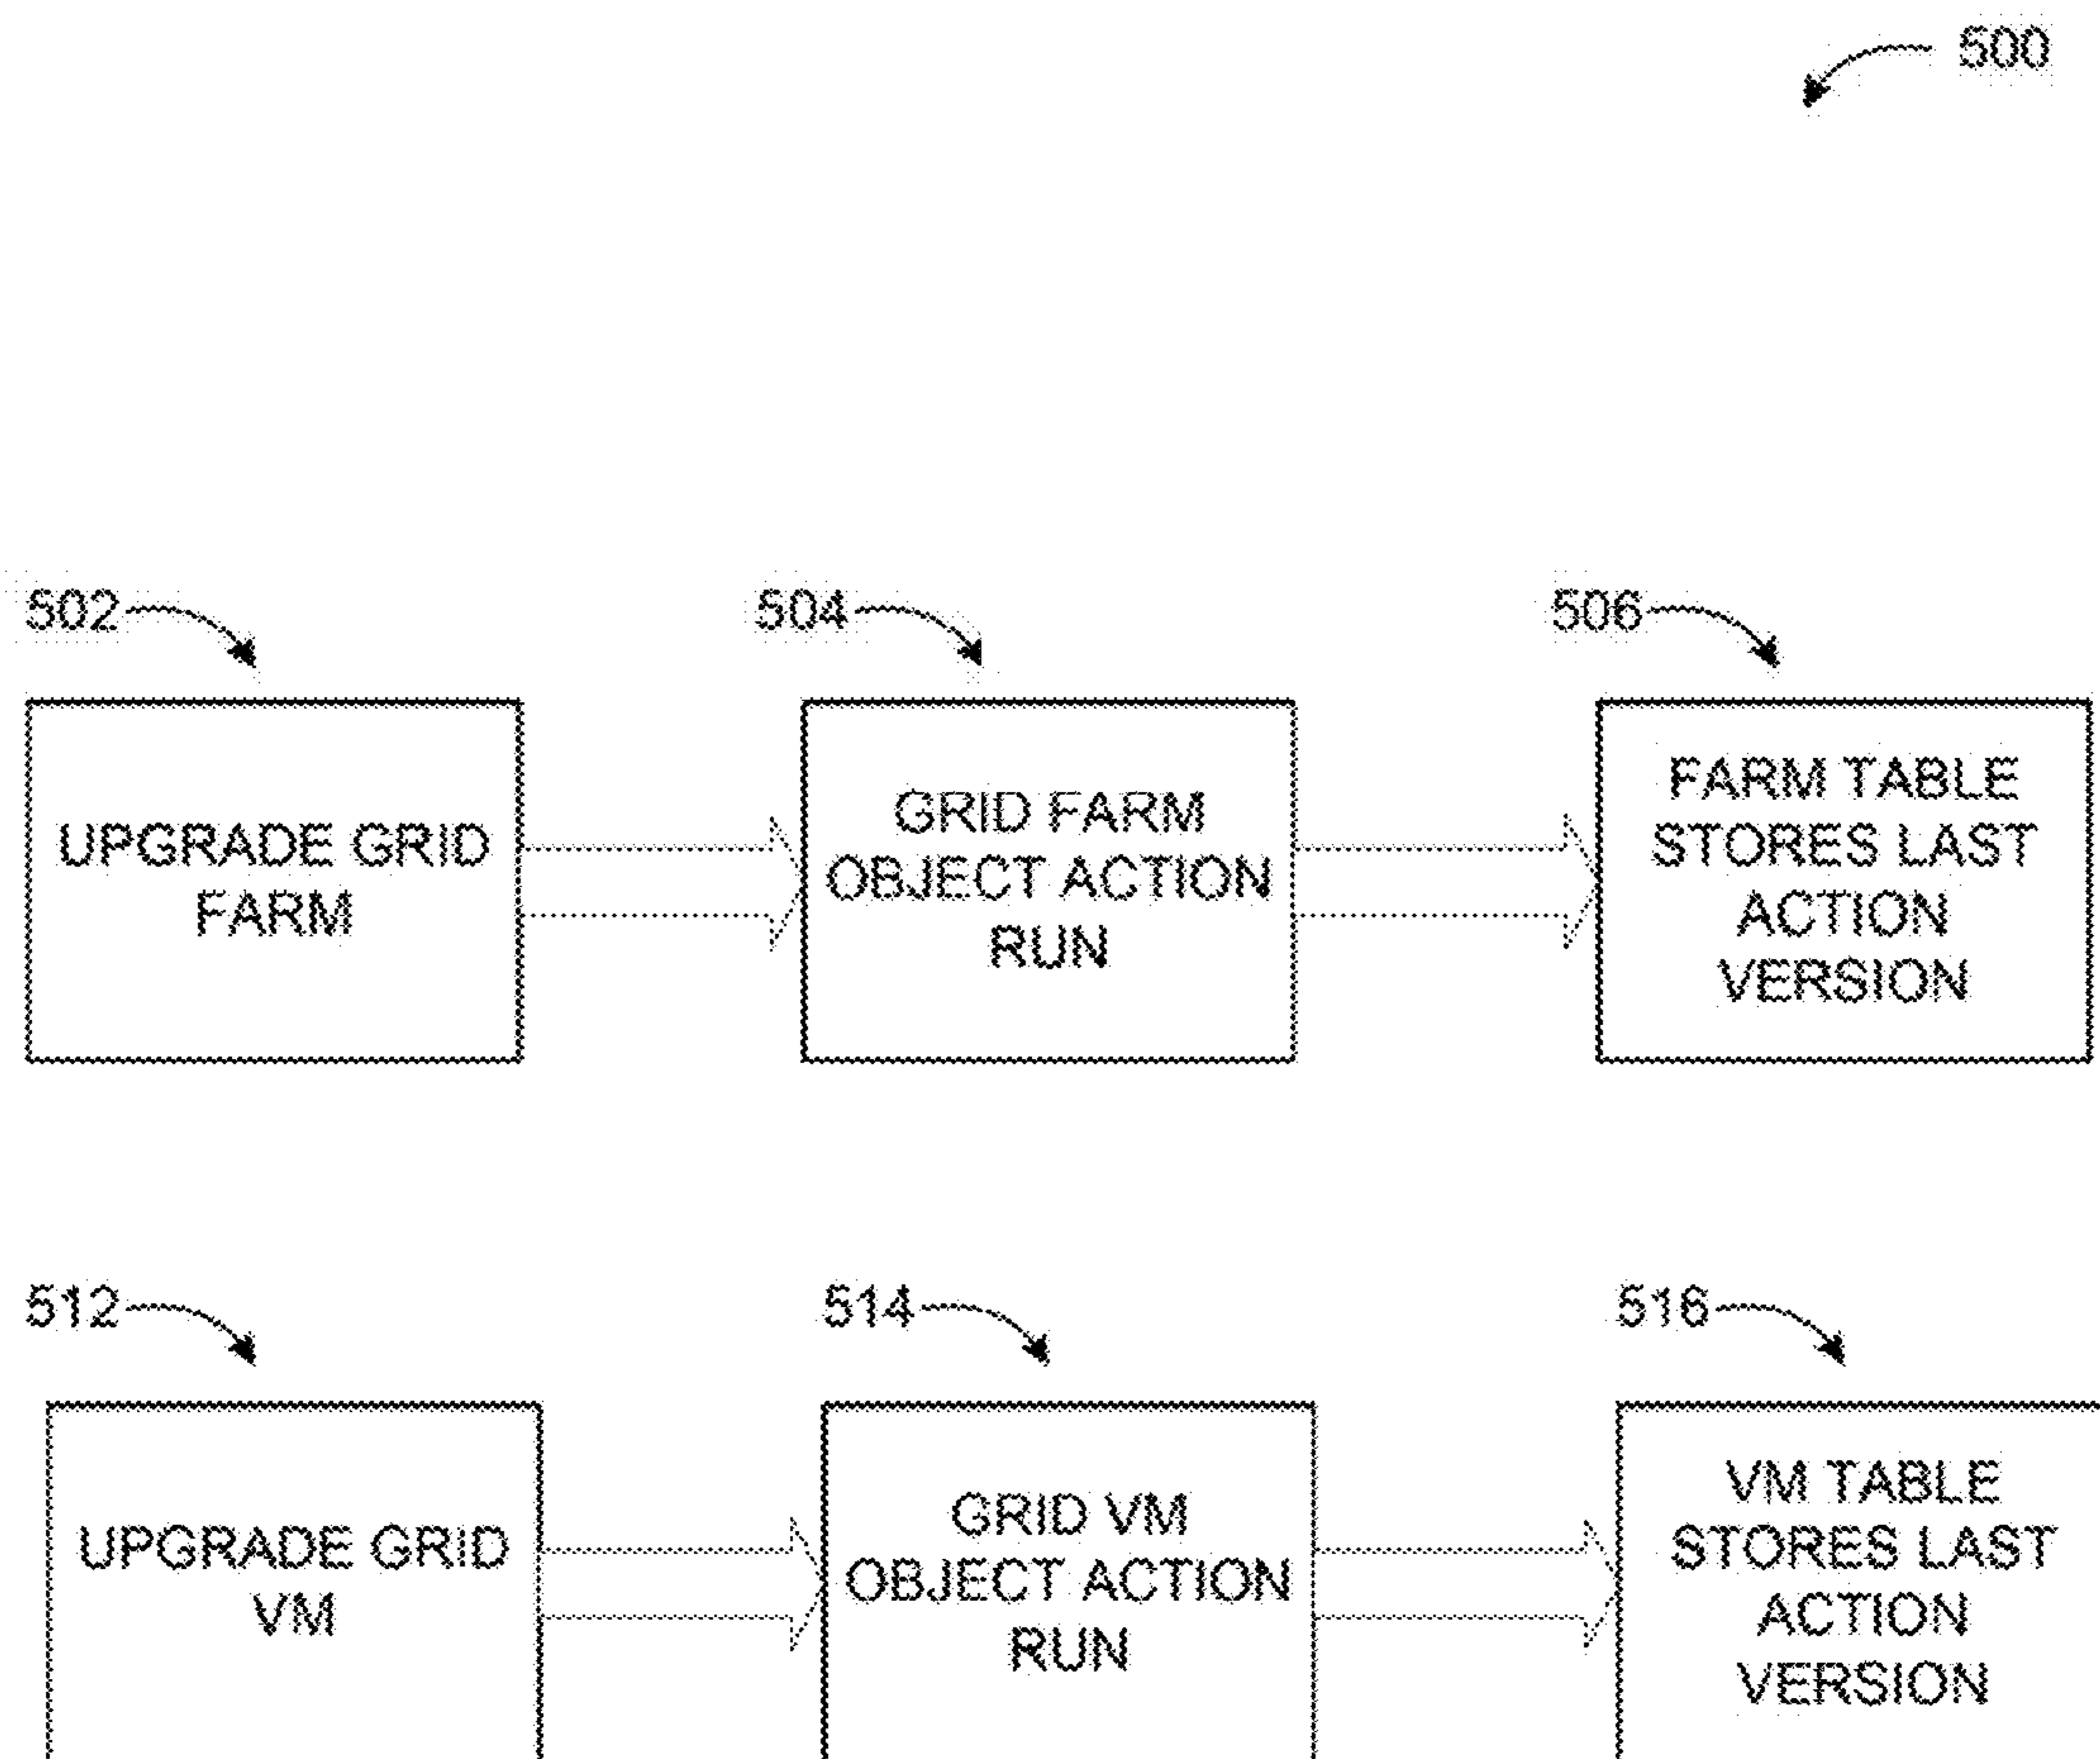 500
502
504
506
UPGRADE GRID
FARM
GRID FARM
OBJECT ACTION
RUN
FARM TABLE
STORES LAST
ACTION
VERSION
512
514
516
UPGRADE GRID
VM
GRID VM
OBJECT ACTION
RUN
VM TABLE
STORES LAST
ACTION
VERSION